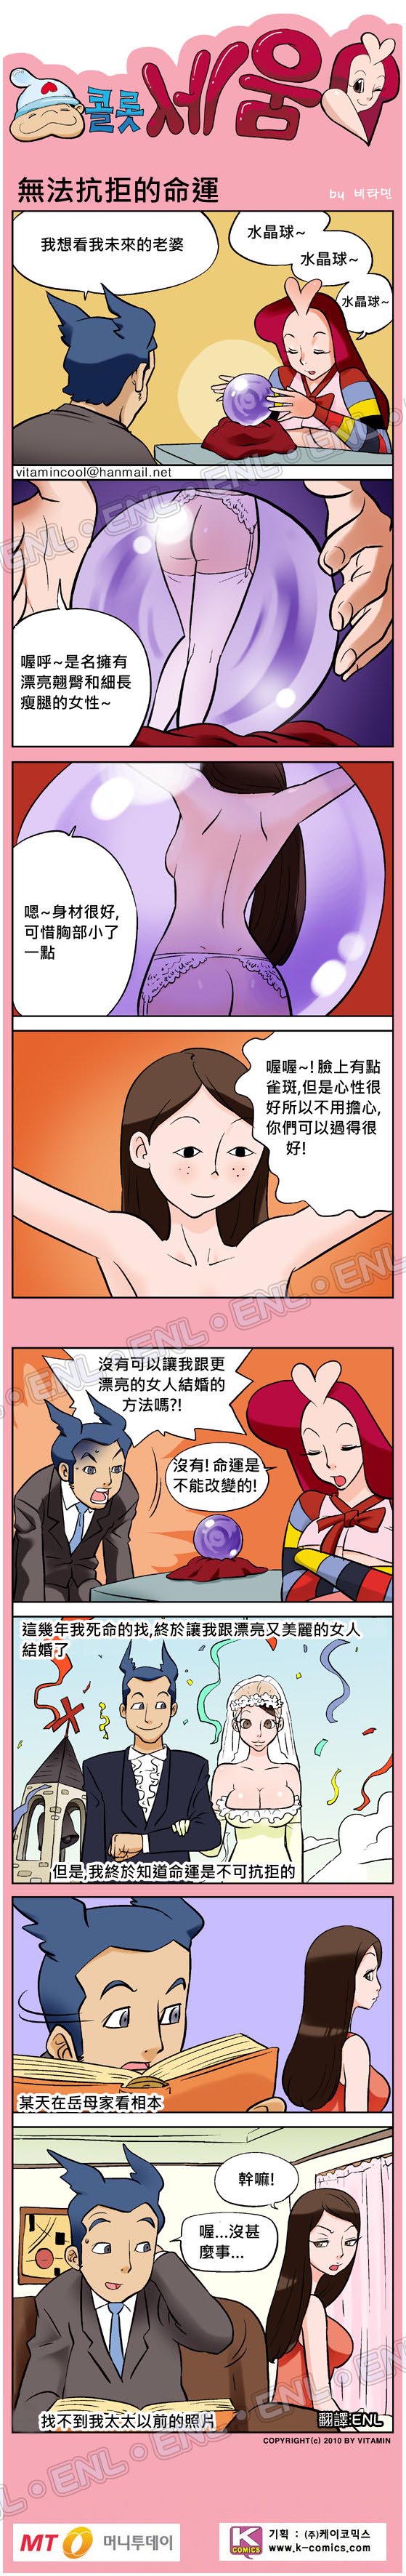 콜롯 세움
無法抗拒的命運
by 비타민
我想看我未來的老婆
水晶球~
水晶球~
水晶球~
vitamincool@hanmail.net
喔呼~是名擁有
漂亮翹臀和細長
瘦腿的女性~
嗯~身材很好,
可惜胸部小了
一點
喔喔~! 臉上有點
雀斑,但是心性很
好所以不用擔心,
你們可以過得很
好!
沒有可以讓我跟更
漂亮的女人結婚的
方法嗎?!
沒有! 命運是
不能改變的!
這幾年我死命的找,終於讓我跟漂亮又美麗的女人
結婚了
但是,我終於知道命運是不可抗拒的
某天在岳母家看相本
幹嘛!
喔...沒甚
麼事...
找不到我太太以前的照片
翻譯:ENL
COPYRIGHT(c) 2010 BY VITAMIN
ENL • ENL • ENL • ENL
MT 머니투데이
K COMICS
기획 : (주)케이코믹스
www.k-comics.com